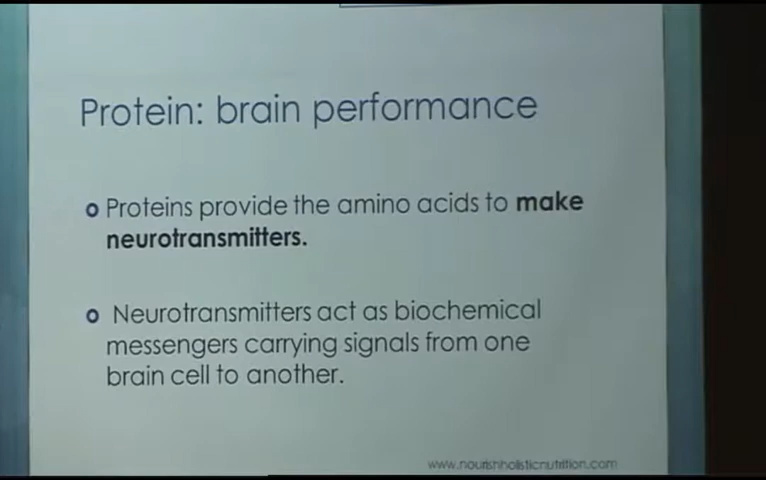 Protein: brain performance
o Proteins provide the amino acids to make
neurotransmitters.
o Neurotransmitters act as biochemical
messengers carrying signals from one
brain cell to another.
www.nourishholisticnutrition.com